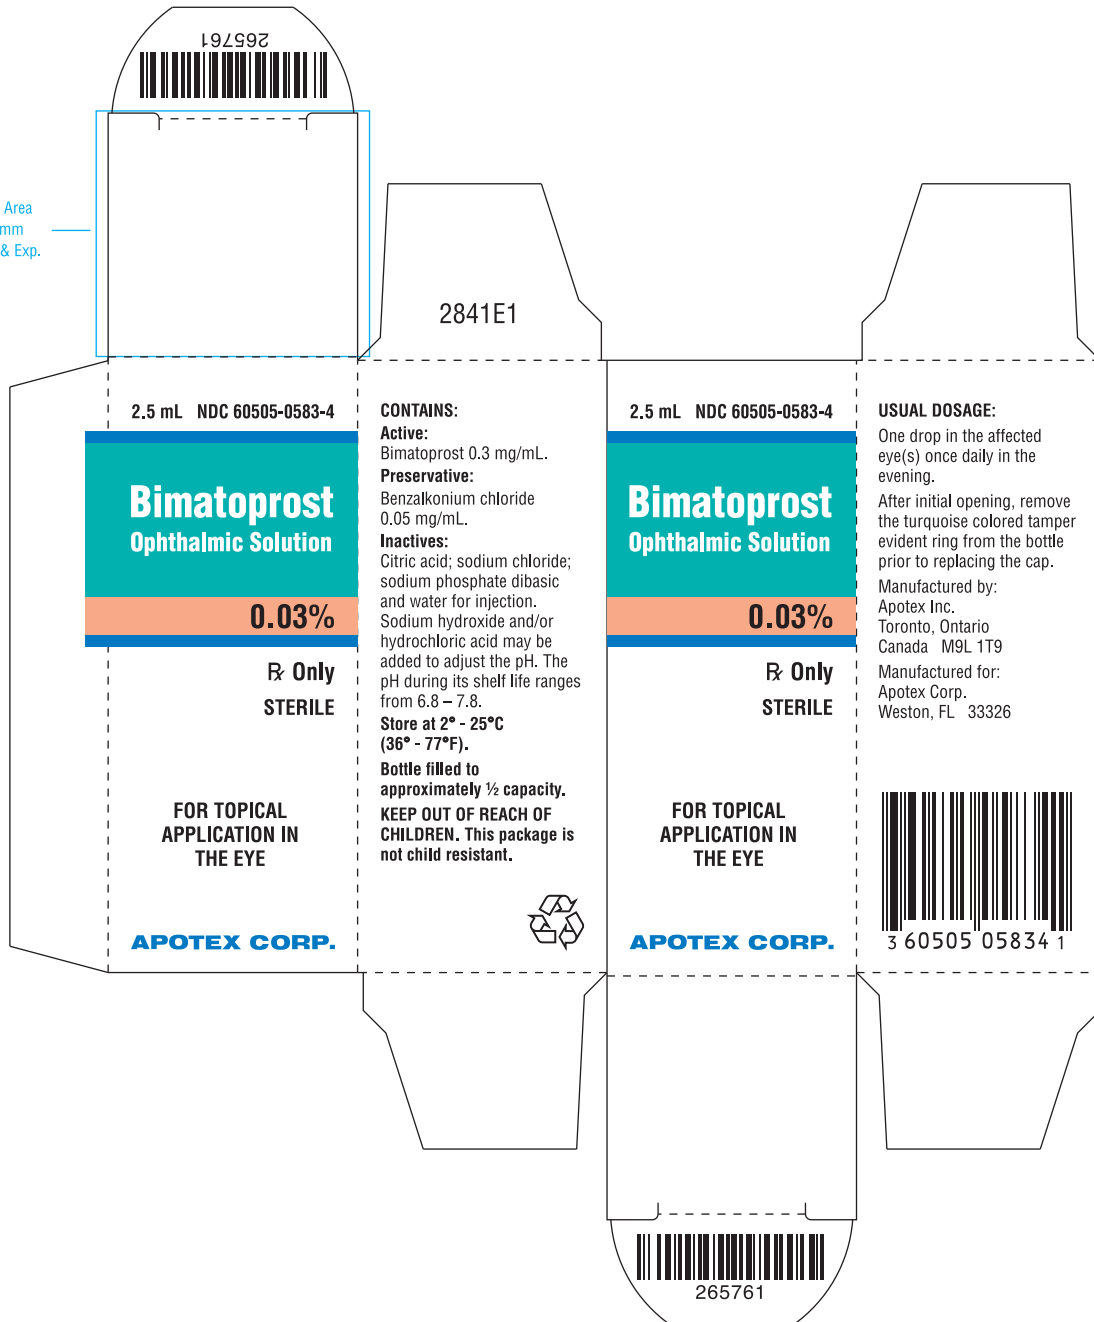 265761
Area
mm
& Exp.
2841E1
2.5 mL NDC 60505-0583-4
Bimatoprost
Ophthalmic Solution
0.03%
℞ Only
STERILE
FOR TOPICAL
APPLICATION IN
THE EYE
APOTEX CORP.
CONTAINS:
Active:
Bimatoprost 0.3 mg/mL.
Preservative:
Benzalkonium chloride
0.05 mg/mL.
Inactives:
Citric acid; sodium chloride;
sodium phosphate dibasic
and water for injection.
Sodium hydroxide and/or
hydrochloric acid may be
added to adjust the pH. The
pH during its shelf life ranges
from 6.8 – 7.8.
Store at 2° - 25°C
(36° - 77°F).
Bottle filled to
approximately ½ capacity.
KEEP OUT OF REACH OF
CHILDREN. This package is
not child resistant.
2.5 mL NDC 60505-0583-4
Bimatoprost
Ophthalmic Solution
0.03%
℞ Only
STERILE
FOR TOPICAL
APPLICATION IN
THE EYE
APOTEX CORP.
USUAL DOSAGE:
One drop in the affected
eye(s) once daily in the
evening.
After initial opening, remove
the turquoise colored tamper
evident ring from the bottle
prior to replacing the cap.
Manufactured by:
Apotex Inc.
Toronto, Ontario
Canada M9L 1T9
Manufactured for:
Apotex Corp.
Weston, FL 33326
3 60505 05834 1
265761